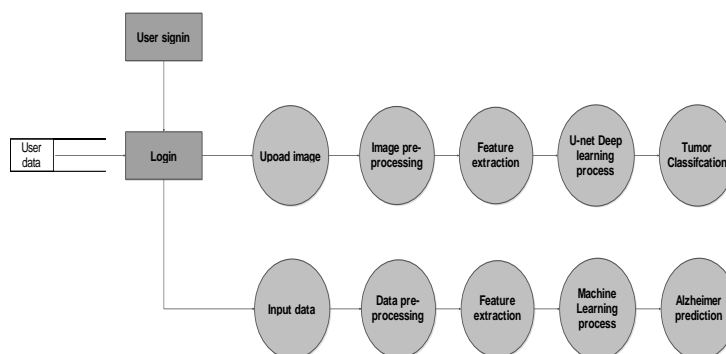 User signin
User
data
Login
Upoad image
Image pre-
processing
Feature
extraction
U-net Deep
learning
process
Tumor
Classifcation
Input data
Data pre-
processing
Feature
extraction
Machine
Learning
process
Alzheimer
prediction